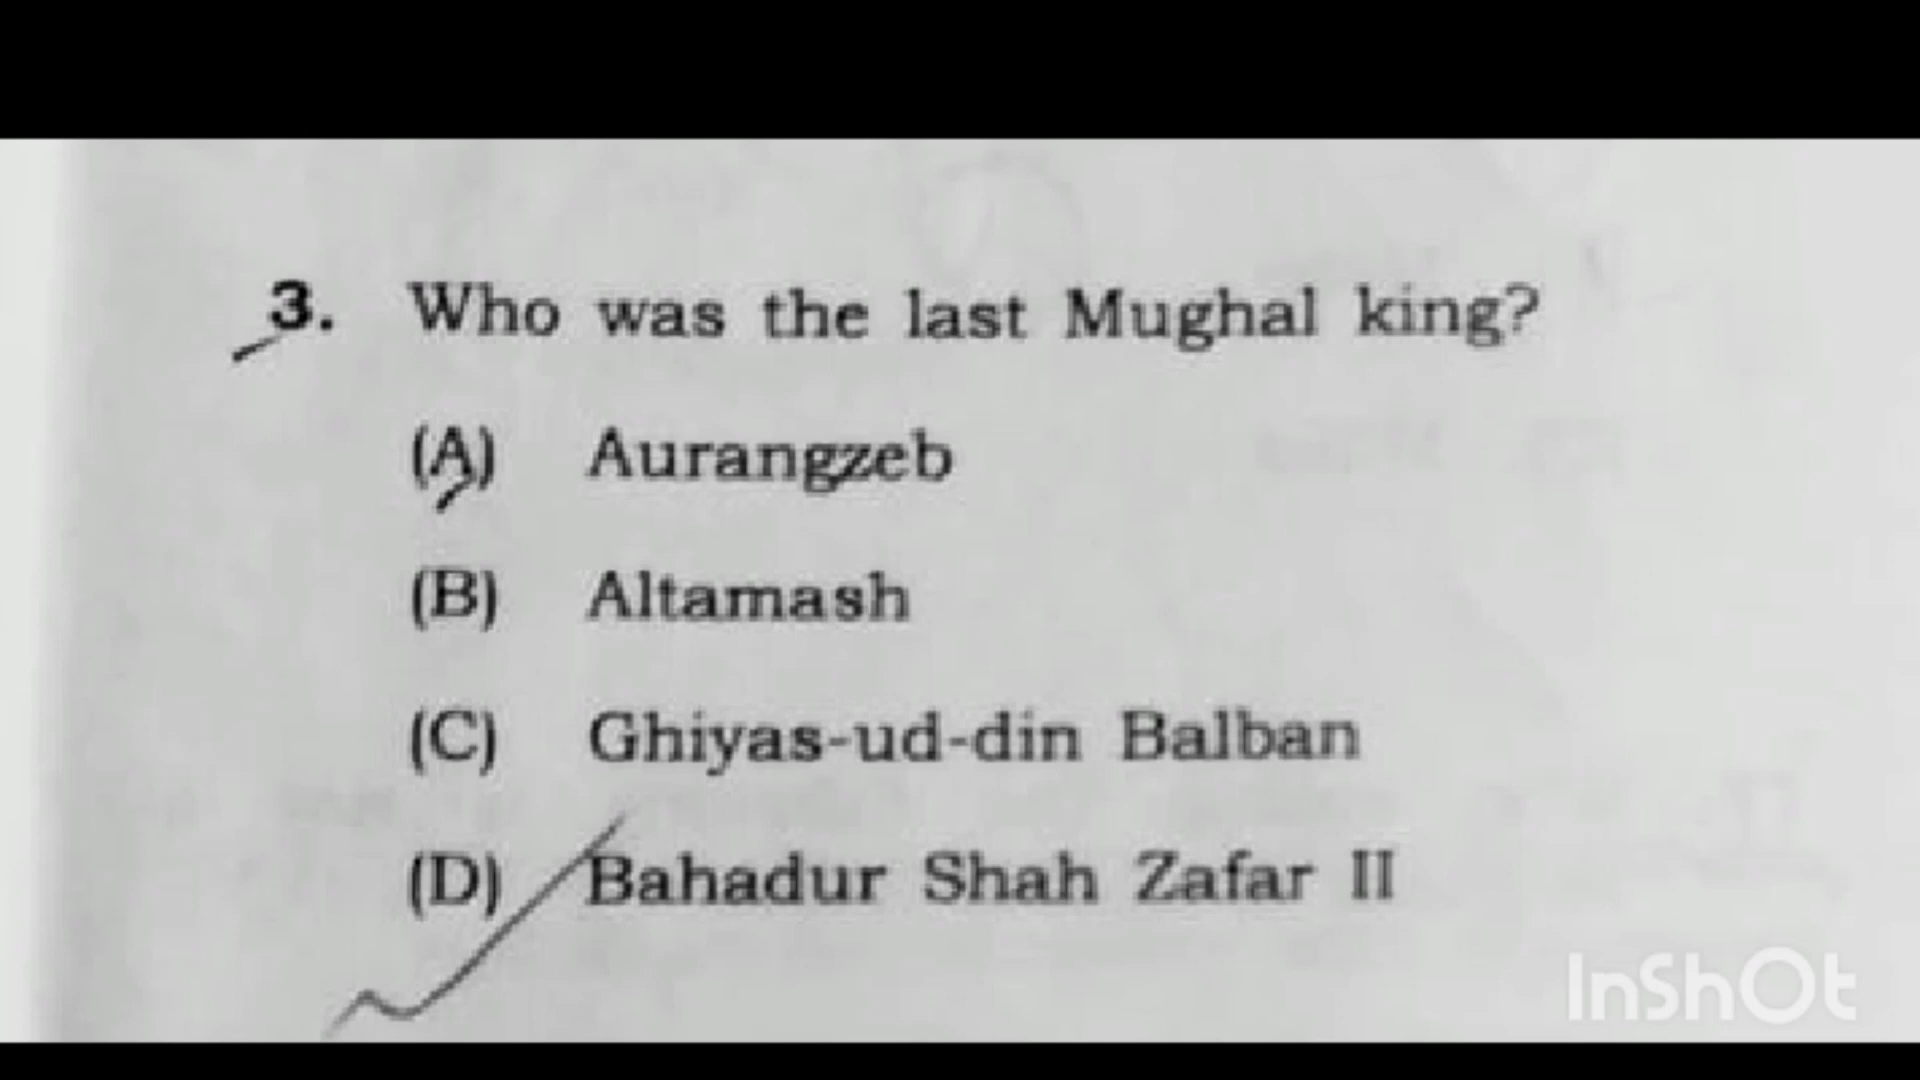 3. Who was the last Mughal king?
(A) Aurangzeb
(B) Altamash
(C) Ghiyas-ud-din Balban
(D) Bahadur Shah Zafar II
InShOt